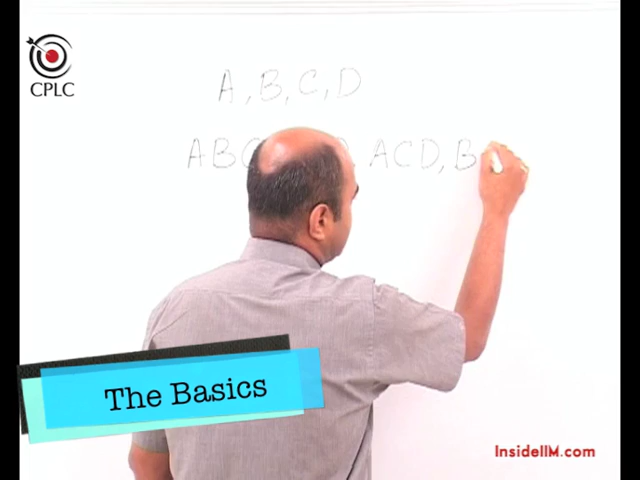 CPLC
A, B, C, D
ABC ACD, B
The Basics
InsideIIM.com